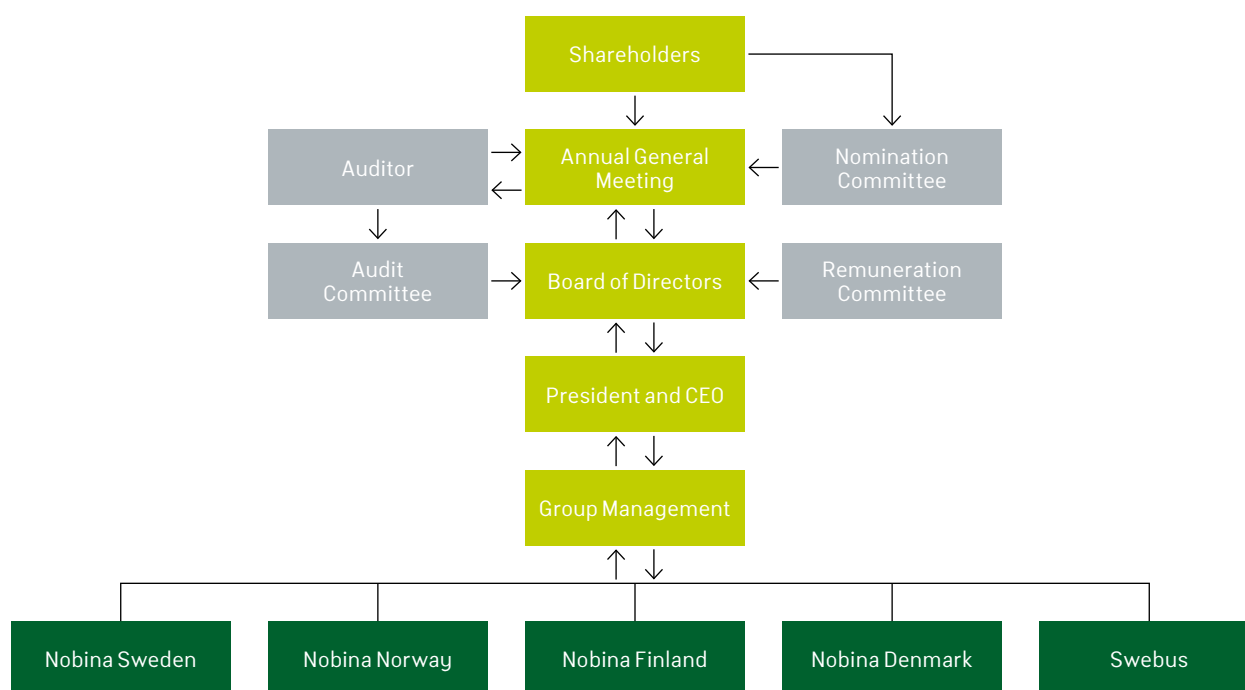 Shareholders
Auditor
Annual General
Meeting
Nomination
Committee
Audit
Committee
Board of Directors
Remuneration
Committee
President and CEO
Group Management
Nobina Sweden
Nobina Norway
Nobina Finland
Nobina Denmark
Swebus